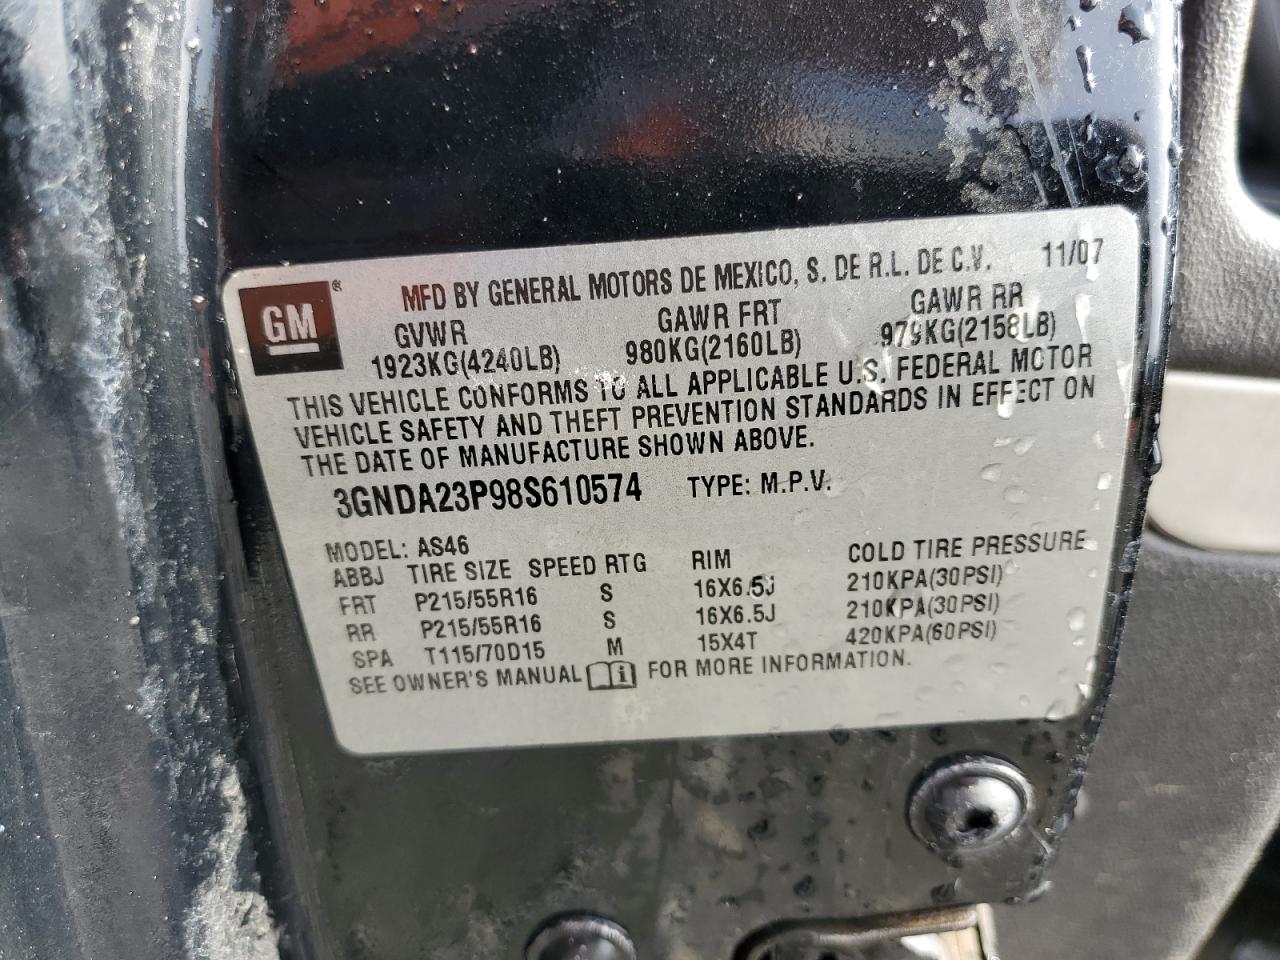 GM®
MFD BY GENERAL MOTORS DE MEXICO, S. DE R.L. DE C.V. 11/07
GVWR GAWR FRT GAWR RR
1923KG(4240LB) 980KG(2160LB) 979KG(2158LB)
THIS VEHICLE CONFORMS TO ALL APPLICABLE U.S. FEDERAL MOTOR
VEHICLE SAFETY AND THEFT PREVENTION STANDARDS IN EFFECT ON
THE DATE OF MANUFACTURE SHOWN ABOVE.
3GNDA23P98S610574 TYPE: M.P.V.
MODEL: AS46
ABBJ TIRE SIZE SPEED RTG RIM COLD TIRE PRESSURE
FRT P215/55R16 S 16X6.5J 210KPA(30PSI)
RR P215/55R16 S 16X6.5J 210KPA(30PSI)
SPA T115/70D15 M 15X4T 420KPA(60PSI)
SEE OWNER'S MANUAL i FOR MORE INFORMATION.